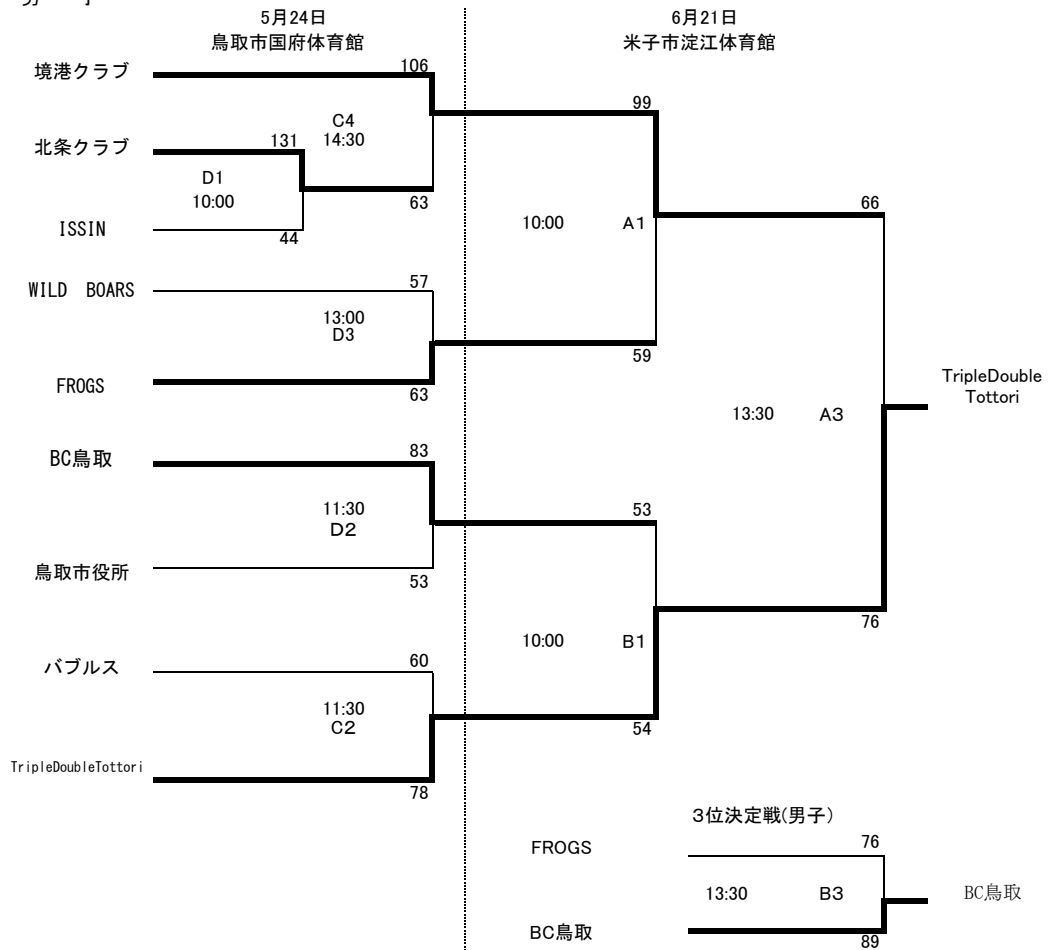 5月24日
鳥取市国府体育館
6月21日
米子市淀江体育館
境港クラブ
106
99
C4
14:30
北条クラブ
131
D1
10:00
63
66
10:00 A1
ISSIN
44
WILD BOARS
57
13:00
D3
59
FROGS
63
TripleDouble
Tottori
13:30 A3
BC鳥取
83
11:30
D2
53
鳥取市役所
53
76
10:00 B1
バブルス
60
11:30
C2
54
TripleDoubleTottori
78
３位決定戦(男子）
FROGS
76
13:30 B3
BC鳥取
BC鳥取
89